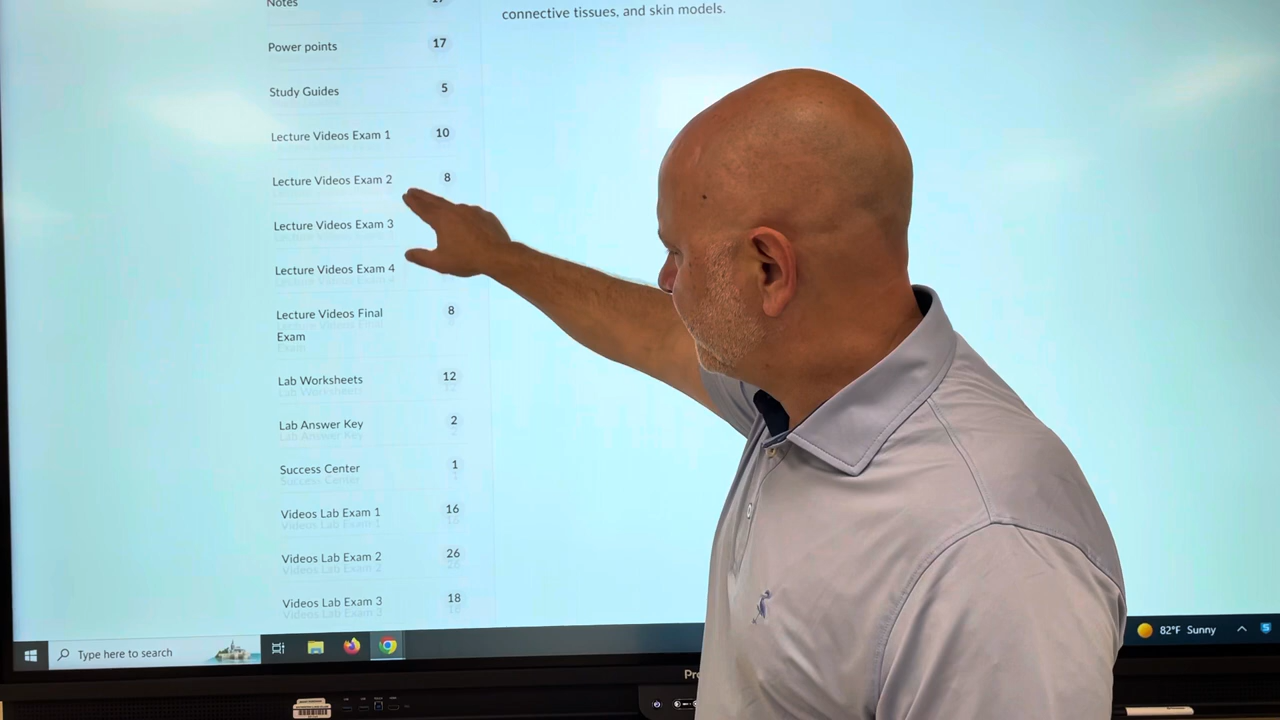 Notes 17
connective tissues, and skin models.
Power points 17
Study Guides 5
Lecture Videos Exam 1 10
Lecture Videos Exam 2 8
Lecture Videos Exam 3
Lecture Videos Exam 4
Lecture Videos Final 8
Exam
Lab Worksheets 12
Lab Answer Key 2
Success Center 1
Videos Lab Exam 1 16
Videos Lab Exam 2 26
Videos Lab Exam 3 18
Type here to search
82°F Sunny